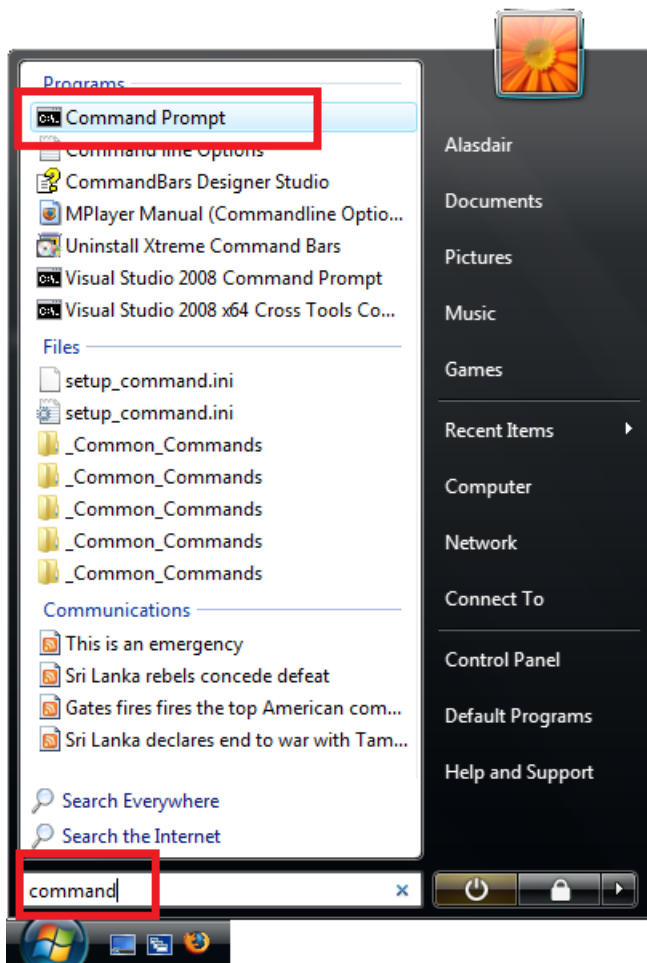 Programs
Command Prompt
Command line Options
CommandBars Designer Studio
MPlayer Manual (Commandline Optio...
Uninstall Xtreme Command Bars
Visual Studio 2008 Command Prompt
Visual Studio 2008 x64 Cross Tools Co...
Files
setup_command.ini
setup_command.ini
_Common_Commands
_Common_Commands
_Common_Commands
_Common_Commands
_Common_Commands
Communications
This is an emergency
Sri Lanka rebels concede defeat
Gates fires fires the top American com...
Sri Lanka declares end to war with Tam...
Search Everywhere
Search the Internet
command
Alasdair
Documents
Pictures
Music
Games
Recent Items
Computer
Network
Connect To
Control Panel
Default Programs
Help and Support